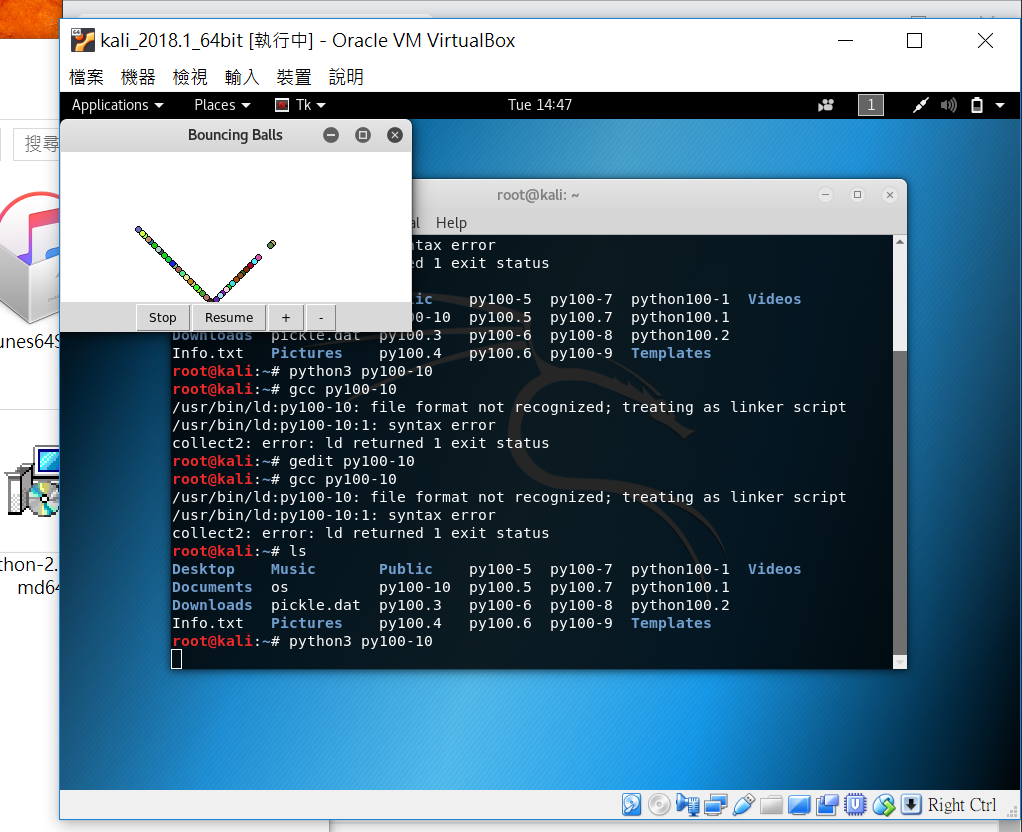 kali_2018.1_64bit [執行中] - Oracle VM VirtualBox
檔案 機器 檢視 輸入 裝置 說明
Applications Places Tk Tue 14:47 1
搜尋
Bouncing Balls
root@kali: ~
al Help
ntax error
d 1 exit status
lic py100-5 py100-7 python100-1 Videos
-10 py100.5 py100.7 python100.1
Stop Resume + -
Downloads pickle.dat py100.3 py100-6 py100-8 python100.2
unes64S
Info.txt Pictures py100.4 py100.6 py100-9 Templates
root@kali:~# python3 py100-10
root@kali:~# gcc py100-10
/usr/bin/ld:py100-10: file format not recognized; treating as linker script
/usr/bin/ld:py100-10:1: syntax error
collect2: error: ld returned 1 exit status
root@kali:~# gedit py100-10
root@kali:~# gcc py100-10
/usr/bin/ld:py100-10: file format not recognized; treating as linker script
/usr/bin/ld:py100-10:1: syntax error
collect2: error: ld returned 1 exit status
root@kali:~# ls
Desktop Music Public py100-5 py100-7 python100-1 Videos
Documents os py100-10 py100.5 py100.7 python100.1
Downloads pickle.dat py100.3 py100-6 py100-8 python100.2
Info.txt Pictures py100.4 py100.6 py100-9 Templates
root@kali:~# python3 py100-10
thon-2.
md64
Right Ctrl